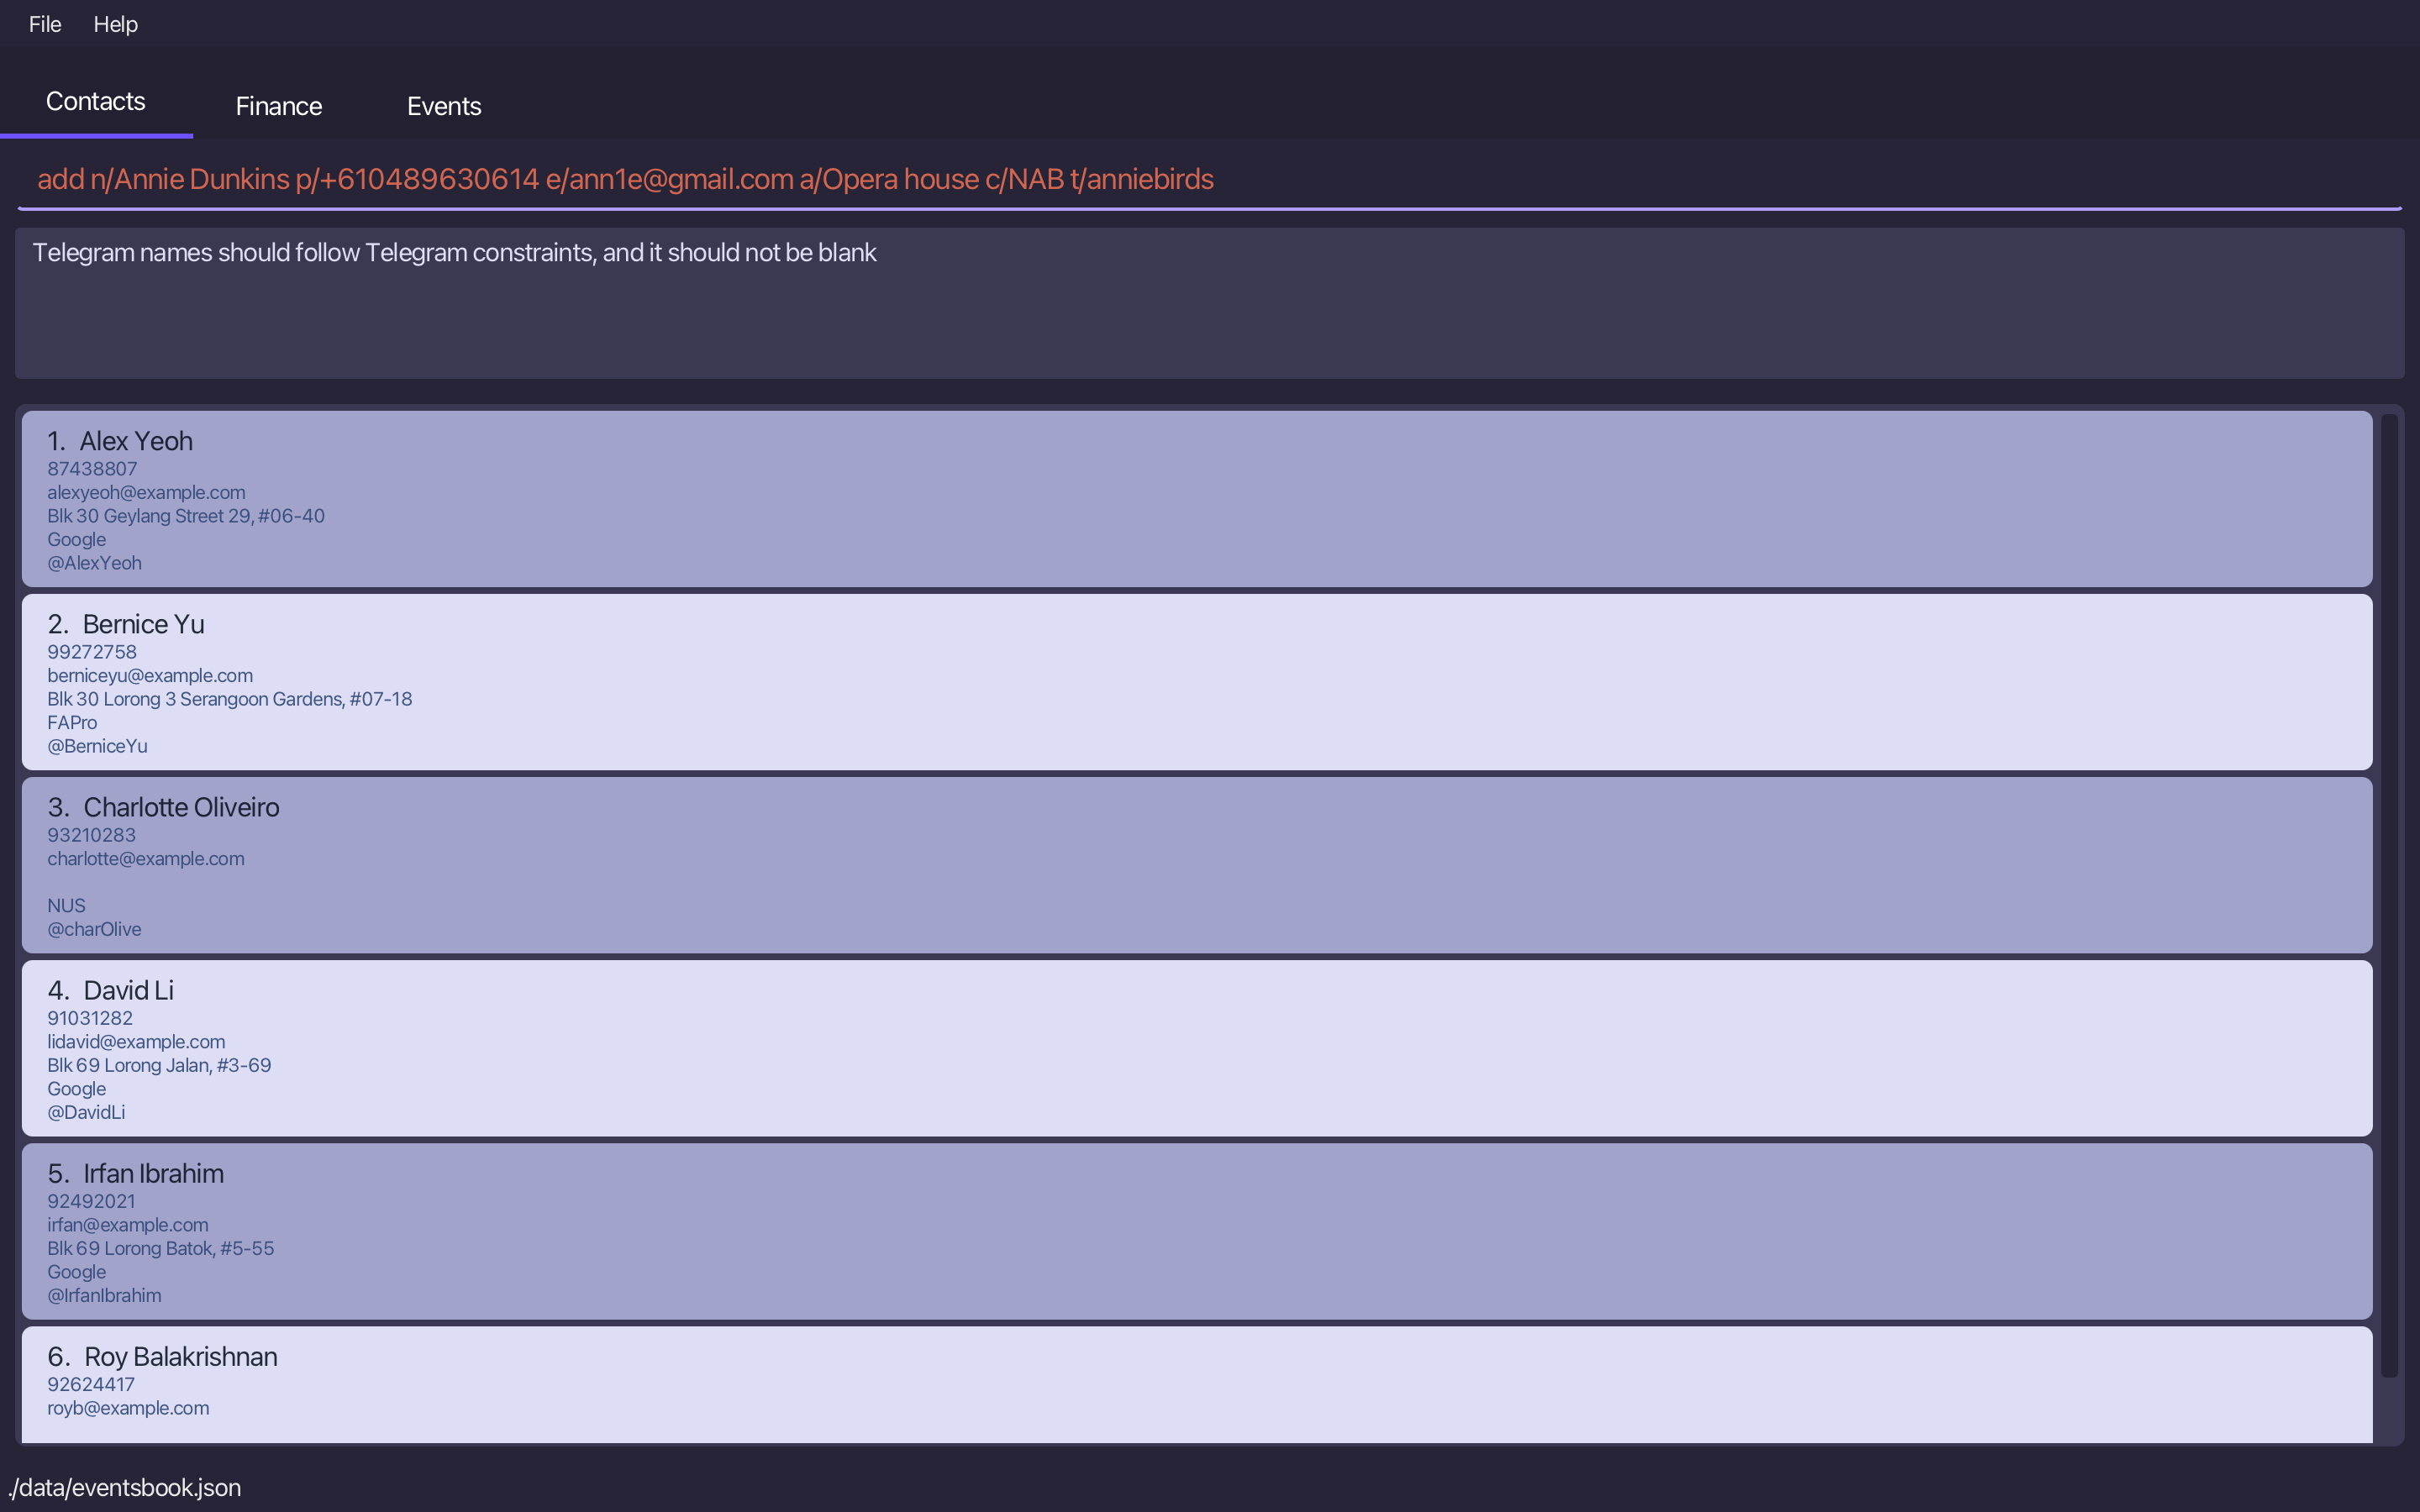 File Help
Contacts Finance Events
add n/Annie Dunkins p/+610489630614 e/ann1e@gmail.com a/Opera house c/NAB t/anniebirds
Telegram names should follow Telegram constraints, and it should not be blank
1. Alex Yeoh
87438807
alexyeoh@example.com
Blk 30 Geylang Street 29, #06-40
Google
@AlexYeoh
2. Bernice Yu
99272758
berniceyu@example.com
Blk 30 Lorong 3 Serangoon Gardens, #07-18
FAPro
@BerniceYu
3. Charlotte Oliveiro
93210283
charlotte@example.com
NUS
@charOlive
4. David Li
91031282
lidavid@example.com
Blk 69 Lorong Jalan, #3-69
Google
@DavidLi
5. Irfan Ibrahim
92492021
irfan@example.com
Blk 69 Lorong Batok, #5-55
Google
@IrfanIbrahim
6. Roy Balakrishnan
92624417
royb@example.com
./data/eventsbook.json